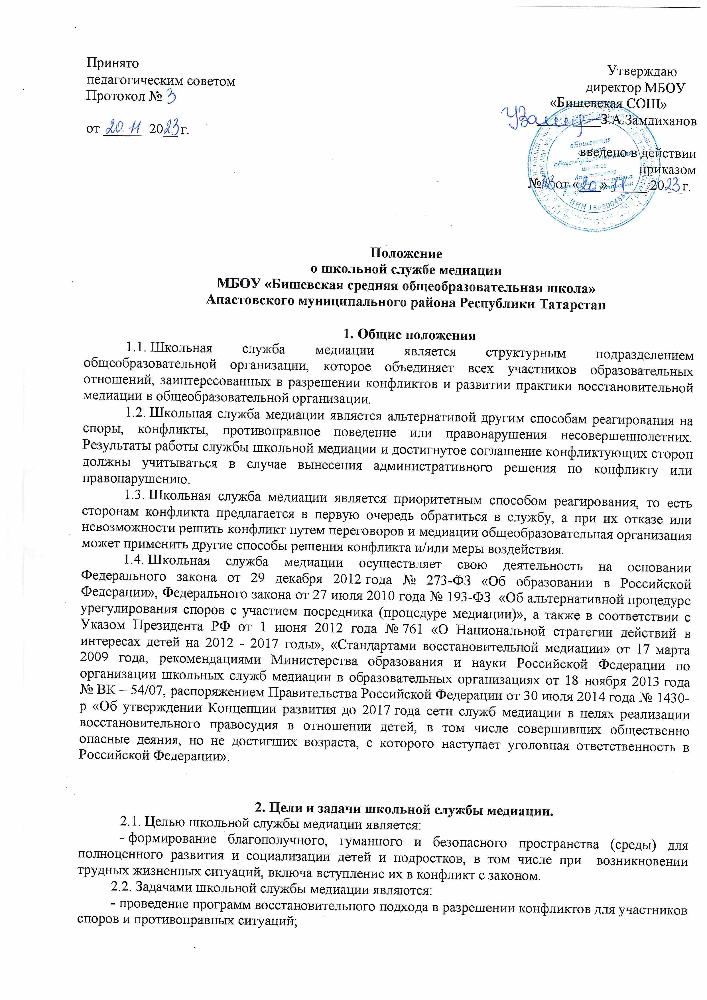 Принято
педагогическим советом
Протокол № 3
от 20.11 2023 г.
Утверждаю
директор МБОУ
«Бишевская СОШ»
З.А.Замдиханов
введено в действии
приказом
№ от «20» 11 2023 г.
«Бишевская
средняя
общеобразовательная
школа
Апастовского
муниципального района
Республики Татарстан
ИНН 1608004554
Положение
о школьной службе медиации
МБОУ «Бишевская средняя общеобразовательная школа»
Апастовского муниципального района Республики Татарстан
1. Общие положения
1.1. Школьная служба медиации является структурным подразделением
общеобразовательной организации, которое объединяет всех участников образовательных
отношений, заинтересованных в разрешении конфликтов и развитии практики восстановительной
медиации в общеобразовательной организации.
1.2. Школьная служба медиации является альтернативой другим способам реагирования на
споры, конфликты, противоправное поведение или правонарушения несовершеннолетних.
Результаты работы службы школьной медиации и достигнутое соглашение конфликтующих сторон
должны учитываться в случае вынесения административного решения по конфликту или
правонарушению.
1.3. Школьная служба медиации является приоритетным способом реагирования, то есть
сторонам конфликта предлагается в первую очередь обратиться в службу, а при их отказе или
невозможности решить конфликт путем переговоров и медиации общеобразовательная организация
может применить другие способы решения конфликта и/или меры воздействия.
1.4. Школьная служба медиации осуществляет свою деятельность на основании
Федерального закона от 29 декабря 2012 года № 273-ФЗ «Об образовании в Российской
Федерации», Федерального закона от 27 июля 2010 года № 193-ФЗ «Об альтернативной процедуре
урегулирования споров с участием посредника (процедуре медиации)», а также в соответствии с
Указом Президента РФ от 1 июня 2012 года № 761 «О Национальной стратегии действий в
интересах детей на 2012 - 2017 годы», «Стандартами восстановительной медиации» от 17 марта
2009 года, рекомендациями Министерства образования и науки Российской Федерации по
организации школьных служб медиации в образовательных организациях от 18 ноября 2013 года
№ ВК – 54/07, распоряжением Правительства Российской Федерации от 30 июля 2014 года № 1430-
р «Об утверждении Концепции развития до 2017 года сети служб медиации в целях реализации
восстановительного правосудия в отношении детей, в том числе совершивших общественно
опасные деяния, но не достигших возраста, с которого наступает уголовная ответственность в
Российской Федерации».
2. Цели и задачи школьной службы медиации.
2.1. Целью школьной службы медиации является:
- формирование благополучного, гуманного и безопасного пространства (среды) для
полноценного развития и социализации детей и подростков, в том числе при возникновении
трудных жизненных ситуаций, включа вступление их в конфликт с законом.
2.2. Задачами школьной службы медиации являются:
- проведение программ восстановительного подхода в разрешении конфликтов для участников
споров и противоправных ситуаций;